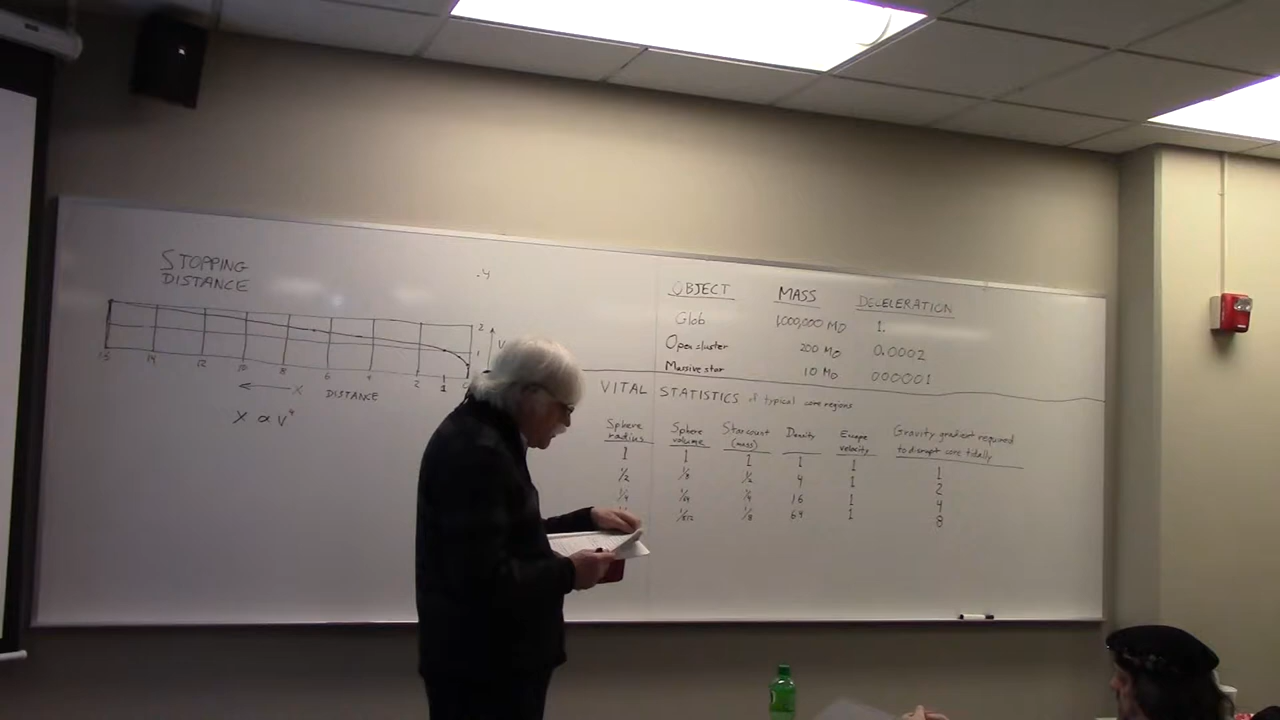 STOPPING
DISTANCE
-4
2
1
V
16 14 12 10 8 6 4 2 1 0
← X DISTANCE
X ∝ V⁴
OBJECT MASS DECELERATION
Glob 1,000,000 M⊙ 1.
Open cluster 200 M⊙ 0.0002
Massive star 10 M⊙ 0.00001
VITAL STATISTICS of typical core regions
Sphere radius Sphere volume Star count (mass) Density Escape velocity Gravity gradient required to disrupt core tidally
1 1 1 1 1 1
1/2 1/8 1/2 4 1 2
1/4 1/64 1/4 16 1 4
1/512 1/8 64 1 8